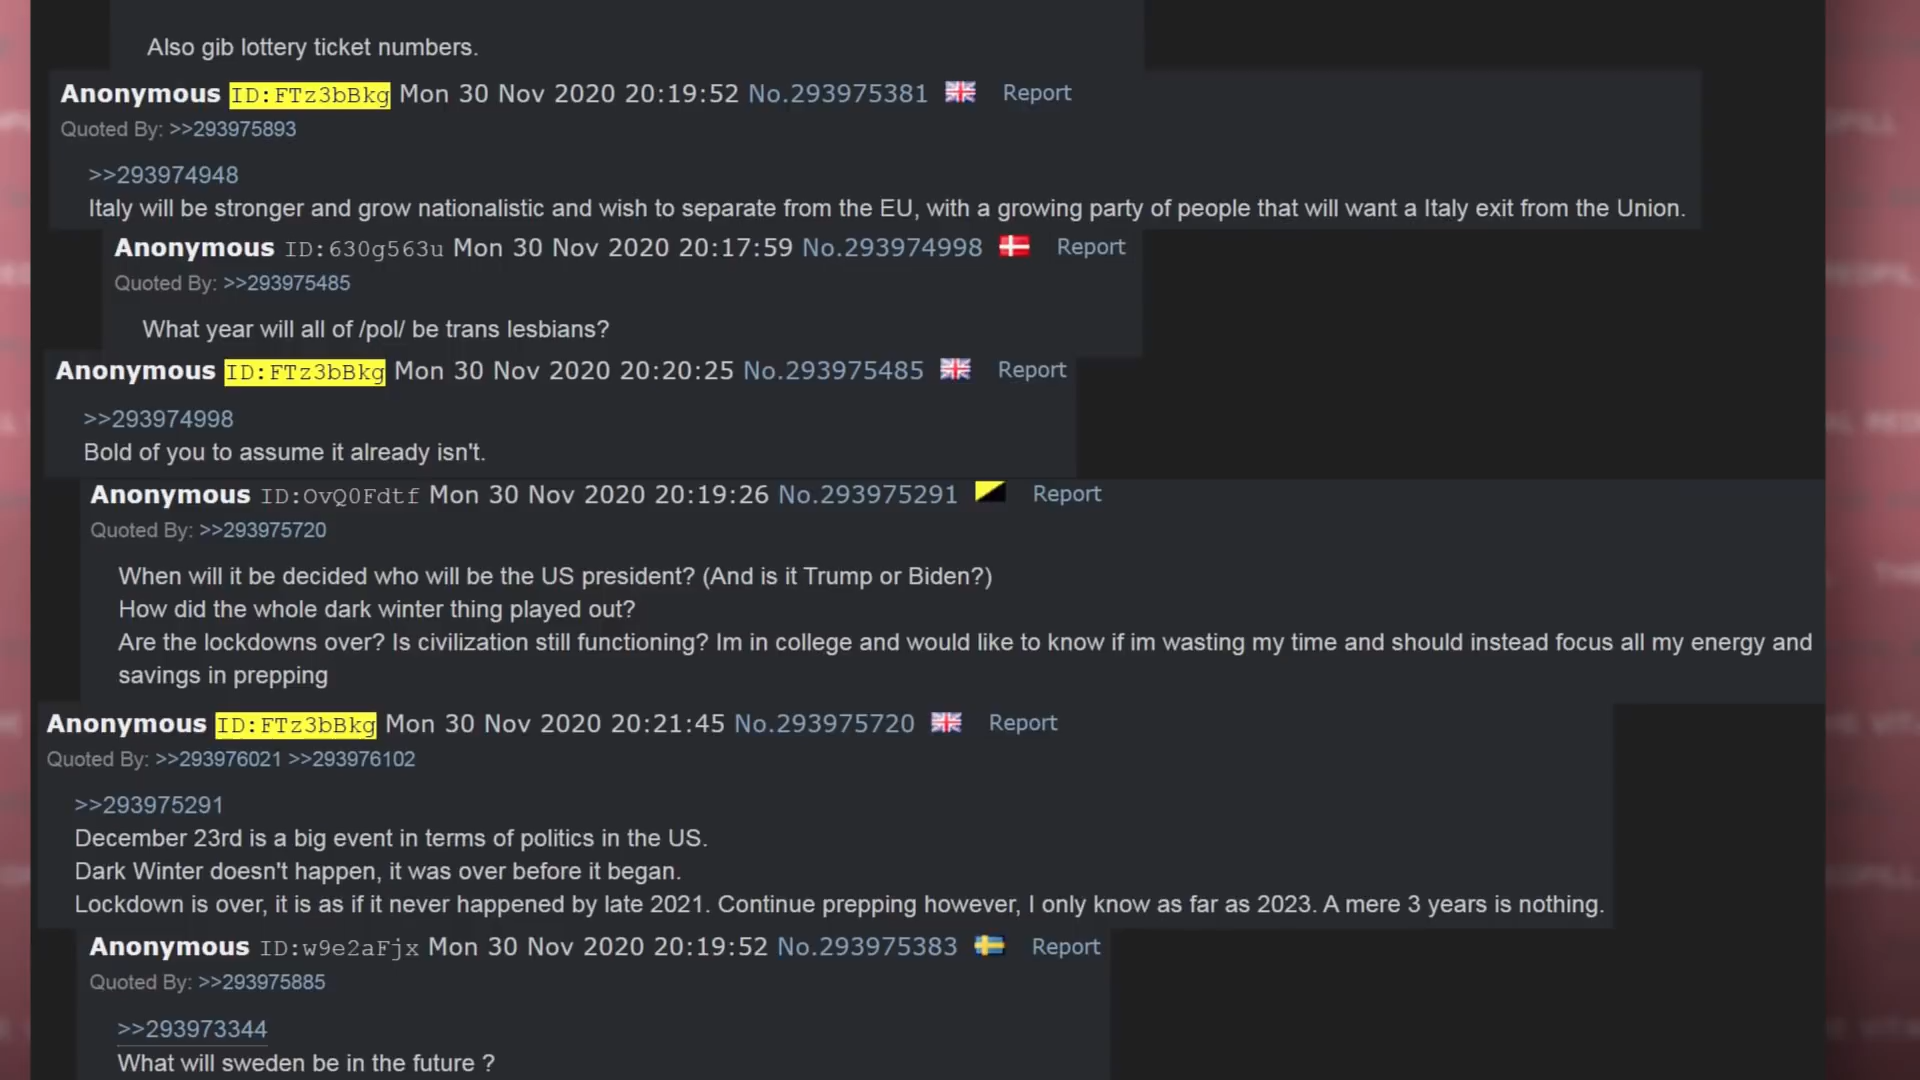 Also gib lottery ticket numbers.
Anonymous ID:FTz3bBkg Mon 30 Nov 2020 20:19:52 No.293975381 Report
Quoted By: >>293975893
>>293974948
Italy will be stronger and grow nationalistic and wish to separate from the EU, with a growing party of people that will want a Italy exit from the Union.
Anonymous ID:630g563u Mon 30 Nov 2020 20:17:59 No.293974998 Report
Quoted By: >>293975485
What year will all of /pol/ be trans lesbians?
Anonymous ID:FTz3bBkg Mon 30 Nov 2020 20:20:25 No.293975485 Report
>>293974998
Bold of you to assume it already isn't.
Anonymous ID:OvQ0Fdtf Mon 30 Nov 2020 20:19:26 No.293975291 Report
Quoted By: >>293975720
When will it be decided who will be the US president? (And is it Trump or Biden?)
How did the whole dark winter thing played out?
Are the lockdowns over? Is civilization still functioning? Im in college and would like to know if im wasting my time and should instead focus all my energy and
savings in prepping
Anonymous ID:FTz3bBkg Mon 30 Nov 2020 20:21:45 No.293975720 Report
Quoted By: >>293976021 >>293976102
>>293975291
December 23rd is a big event in terms of politics in the US.
Dark Winter doesn't happen, it was over before it began.
Lockdown is over, it is as if it never happened by late 2021. Continue prepping however, I only know as far as 2023. A mere 3 years is nothing.
Anonymous ID:w9e2aFjx Mon 30 Nov 2020 20:19:52 No.293975383 Report
Quoted By: >>293975885
>>293973344
What will sweden be in the future ?